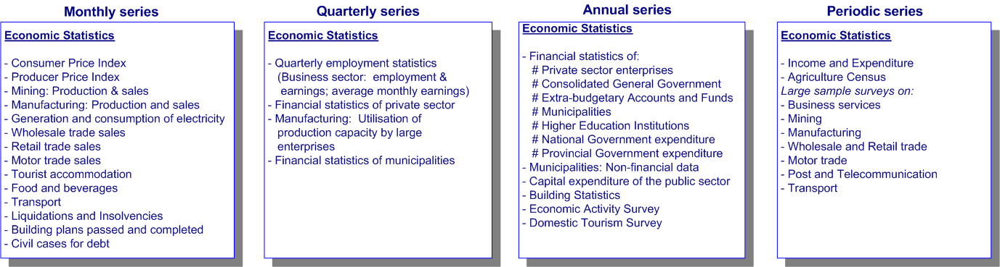 Monthly series
Economic Statistics
- Consumer Price Index
- Producer Price Index
- Mining: Production & sales
- Manufacturing: Production and sales
- Generation and consumption of electricity
- Wholesale trade sales
- Retail trade sales
- Motor trade sales
- Tourist accommodation
- Food and beverages
- Transport
- Liquidations and Insolvencies
- Building plans passed and completed
- Civil cases for debt
Quarterly series
Economic Statistics
- Quarterly employment statistics
(Business sector: employment &
earnings; average monthly earnings)
- Financial statistics of private sector
- Manufacturing: Utilisation of
production capacity by large
enterprises
- Financial statistics of municipalities
Annual series
Economic Statistics
- Financial statistics of:
# Private sector enterprises
# Consolidated General Government
# Extra-budgetary Accounts and Funds
# Municipalities
# Higher Education Institutions
# National Government expenditure
# Provincial Government expenditure
- Municipalities: Non-financial data
- Capital expenditure of the public sector
- Building Statistics
- Economic Activity Survey
- Domestic Tourism Survey
Periodic series
Economic Statistics
- Income and Expenditure
- Agriculture Census
Large sample surveys on:
- Business services
- Mining
- Manufacturing
- Wholesale and Retail trade
- Motor trade
- Post and Telecommunication
- Transport